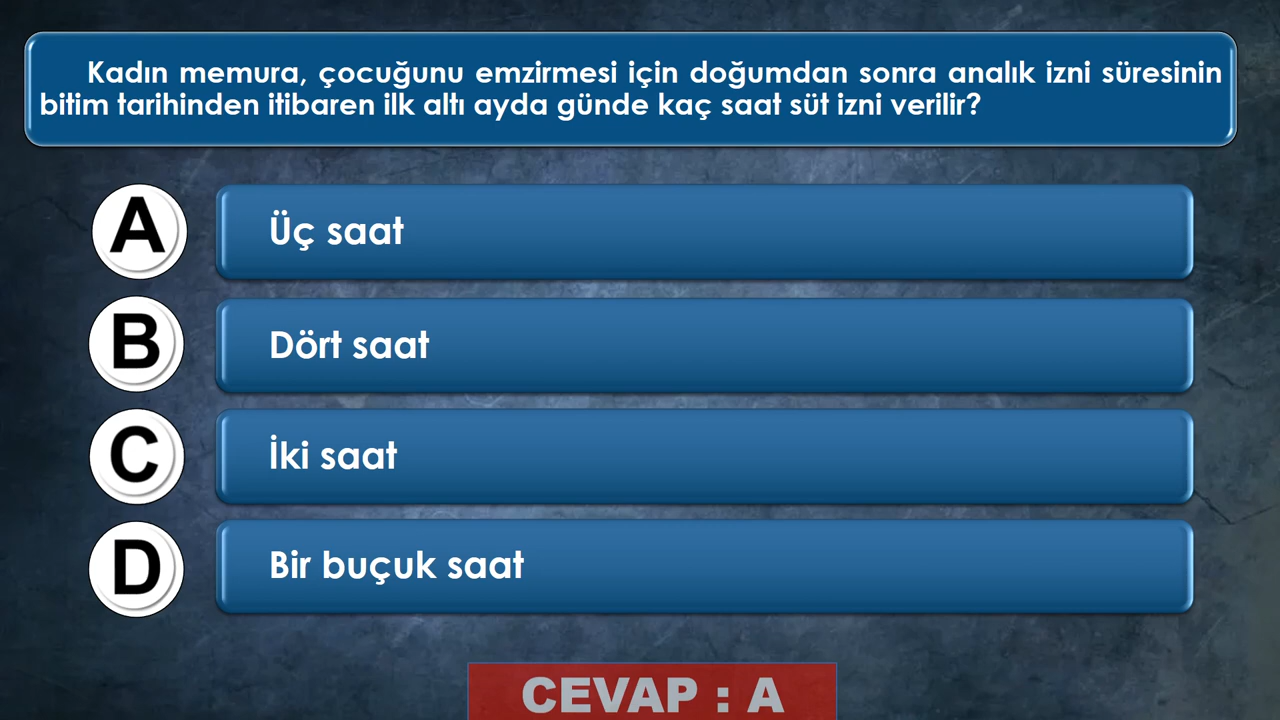 Kadın memura, çocuğunu emzirmesi için doğumdan sonra analık izni süresinin
bitim tarihinden itibaren ilk altı ayda günde kaç saat süt izni verilir?
A
Üç saat
B
Dört saat
C
İki saat
D
Bir buçuk saat
CEVAP : A